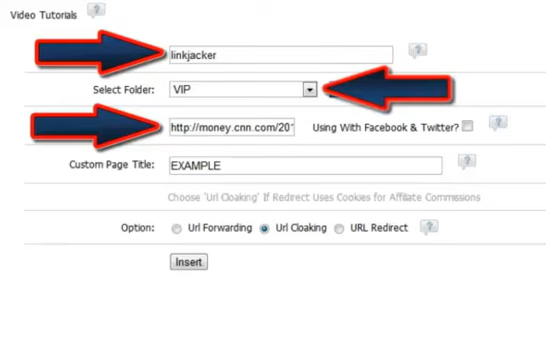 Video Tutorials ?
linkjacker ?
Select Folder: VIP
http://money.cnn.com/201 Using With Facebook & Twitter? ?
Custom Page Title: EXAMPLE ?
Choose 'Url Cloaking' If Redirect Uses Cookies for Affiliate Commissions
Option: Url Forwarding Url Cloaking URL Redirect ?
Insert